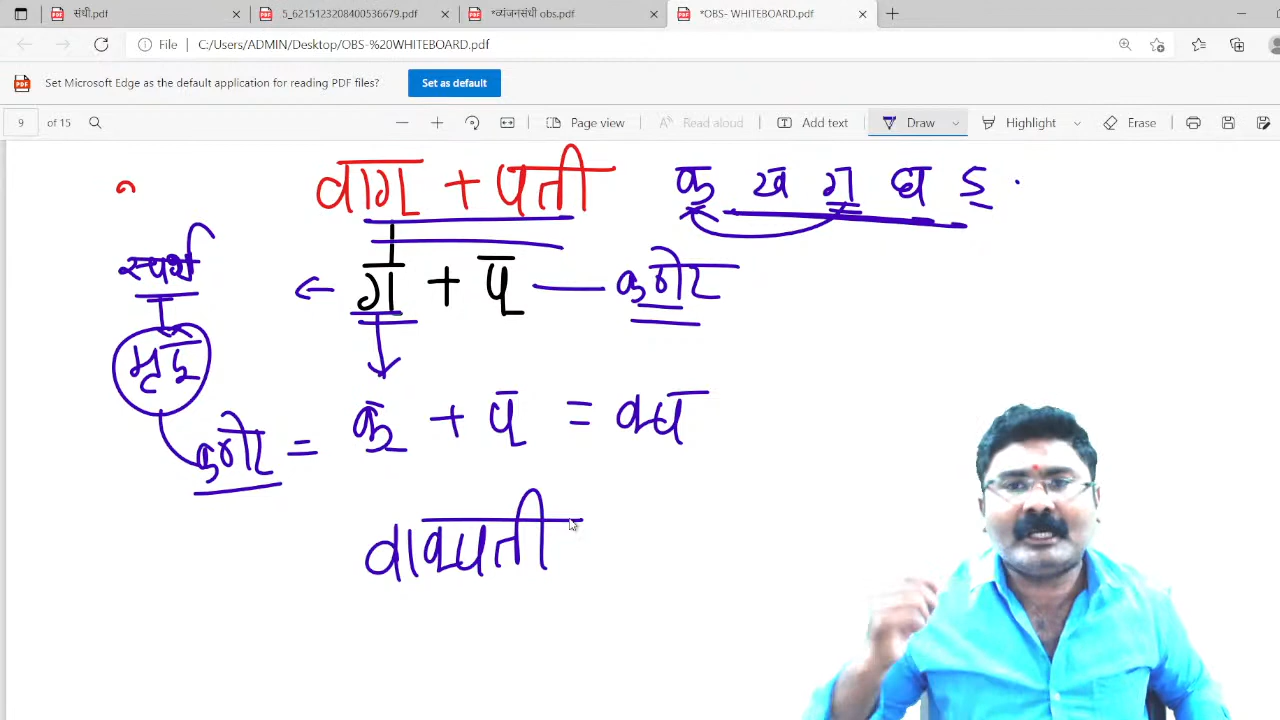 संधी.pdf 5_6215123208400536679.pdf *व्यंजनसंधी obs.pdf *OBS- WHITEBOARD.pdf
File C:/Users/ADMIN/Desktop/OBS-%20WHITEBOARD.pdf
Set Microsoft Edge as the default application for reading PDF files? Set as default
9 of 15 Page view Read aloud Add text Draw Highlight Erase
वाग् + पती क् ख् ग् घ् ङ्
स्पर्श ग् + प् कठोर
मृदू
कठोर = क् + प् = क्प
वाक्पती